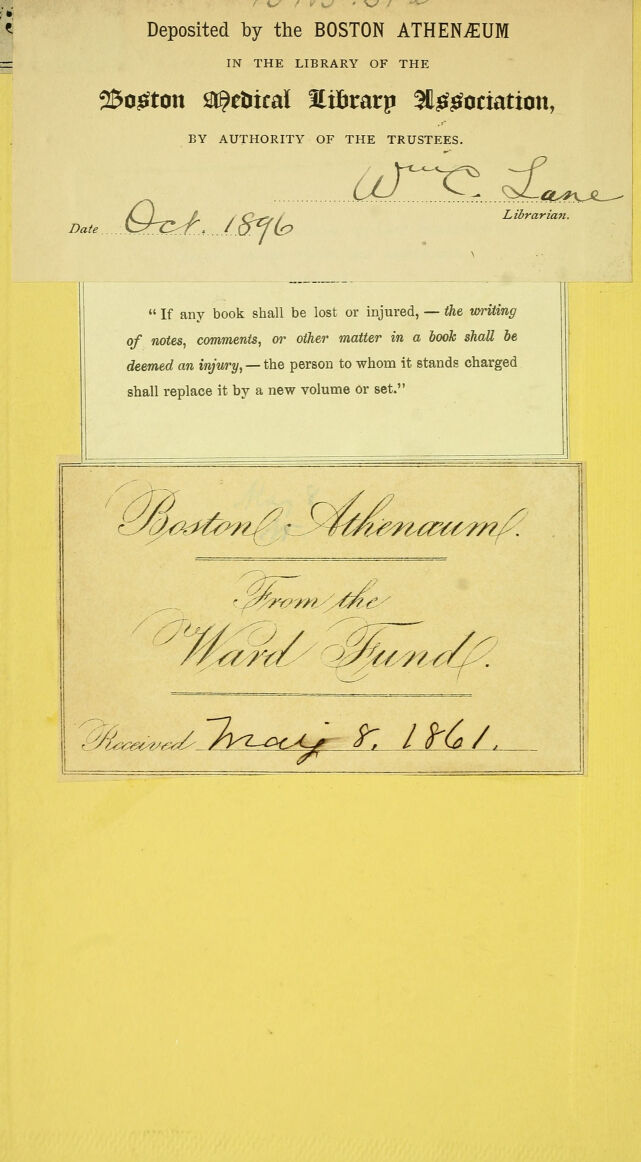 Deposited by the BOSTON ATHENÆUM
IN THE LIBRARY OF THE
Boston Medical Library Association,
BY AUTHORITY OF THE TRUSTEES.
Wm C. Lane
Librarian.
Date Oct. 1896
“ If any book shall be lost or injured, — the writing
of notes, comments, or other matter in a book shall be
deemed an injury, — the person to whom it stands charged
shall replace it by a new volume or set.”
Boston Athenæum.
From the
Ward Fund.
Received May 8. 1861.